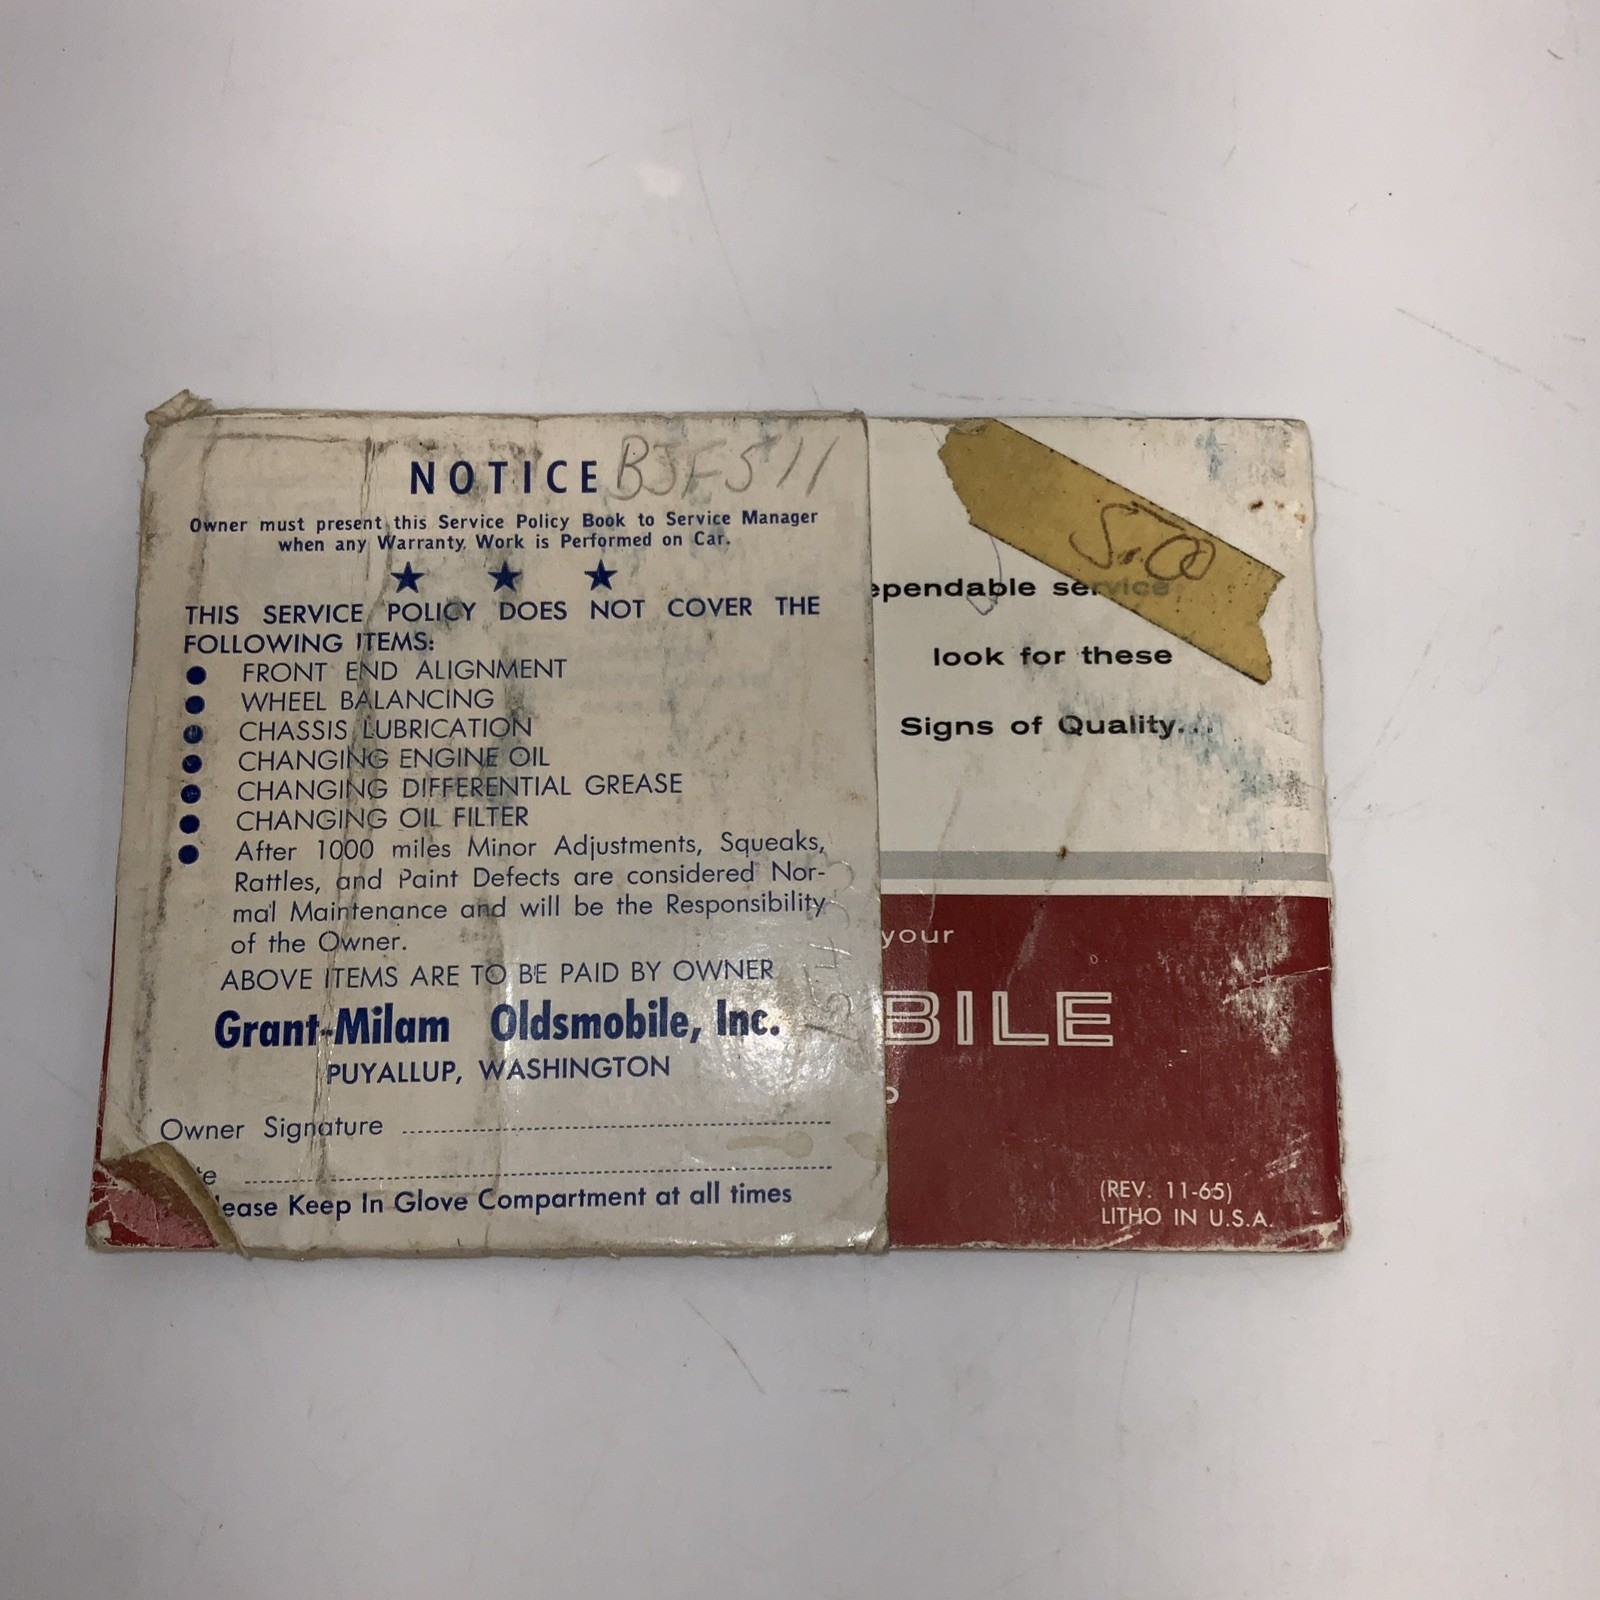 NOTICE BJF511
Owner must present this Service Policy Book to Service Manager
when any Warranty Work is Performed on Car.
THIS SERVICE POLICY DOES NOT COVER THE
FOLLOWING ITEMS:
● FRONT END ALIGNMENT
● WHEEL BALANCING
● CHASSIS LUBRICATION
● CHANGING ENGINE OIL
● CHANGING DIFFERENTIAL GREASE
● CHANGING OIL FILTER
● After 1000 miles Minor Adjustments, Squeaks,
Rattles, and Paint Defects are considered Nor-
mal Maintenance and will be the Responsibility
of the Owner.
ABOVE ITEMS ARE TO BE PAID BY OWNER
Grant-Milam Oldsmobile, Inc.
PUYALLUP, WASHINGTON
Owner Signature
te
ease Keep In Glove Compartment at all times
5.00
ependable service
look for these
Signs of Quality...
your
BILE
(REV. 11-65)
LITHO IN U.S.A.